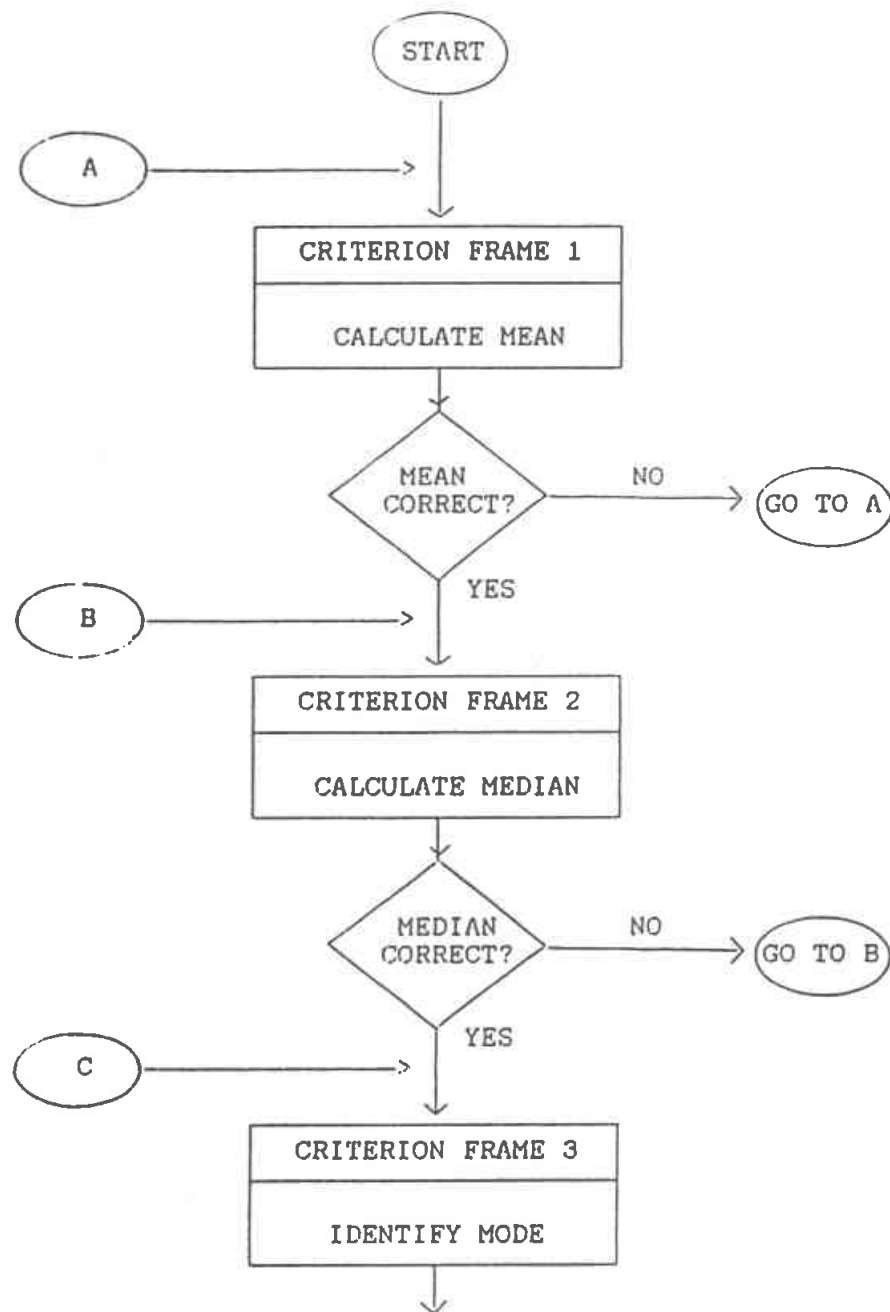 START
A
CRITERION FRAME 1
CALCULATE MEAN
MEAN
CORRECT?
NO
GO TO A
YES
B
CRITERION FRAME 2
CALCULATE MEDIAN
MEDIAN
CORRECT?
NO
GO TO B
YES
C
CRITERION FRAME 3
IDENTIFY MODE